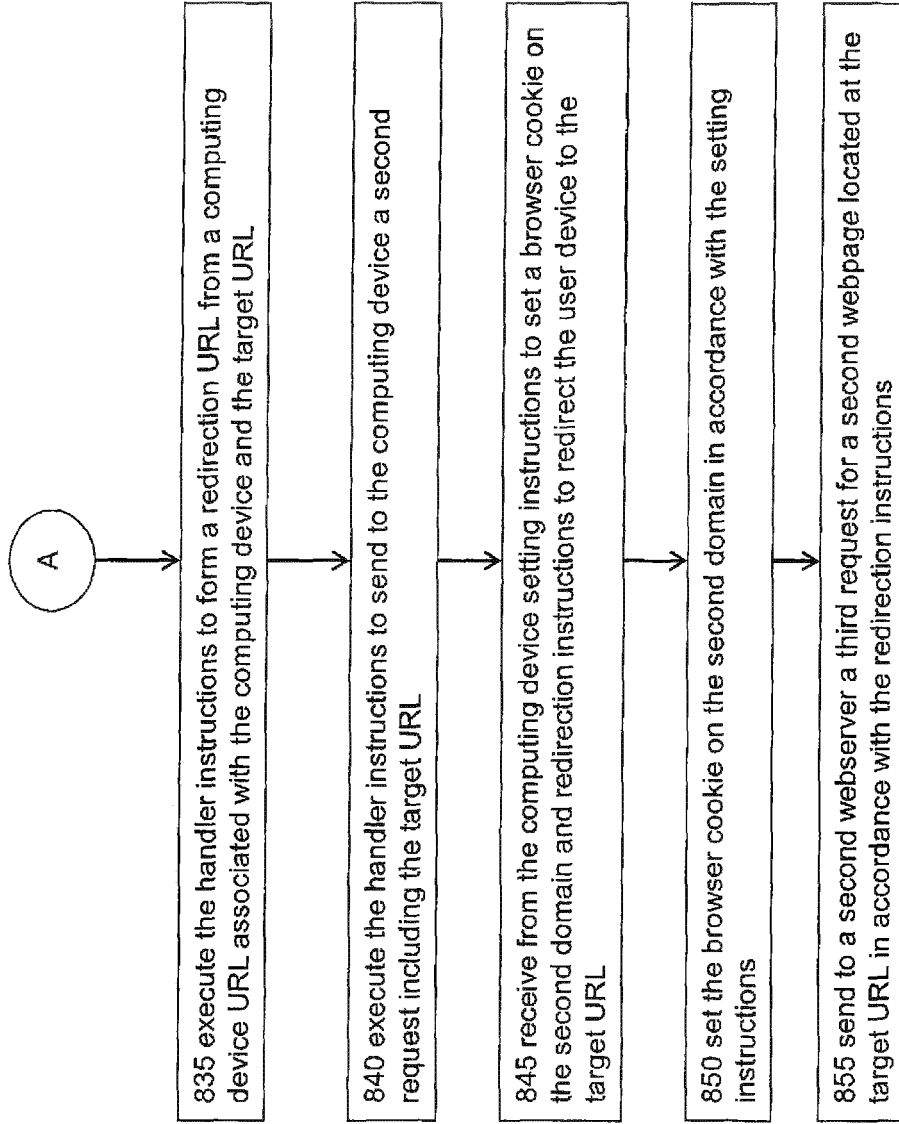 A
835 execute the handler instructions to form a redirection URL from a computing
device URL associated with the computing device and the target URL
840 execute the handler instructions to send to the computing device a second
request including the target URL
845 receive from the computing device setting instructions to set a browser cookie on
the second domain and redirection instructions to redirect the user device to the
target URL
850 set the browser cookie on the second domain in accordance with the setting
instructions
855 send to a second webserver a third request for a second webpage located at the
target URL in accordance with the redirection instructions